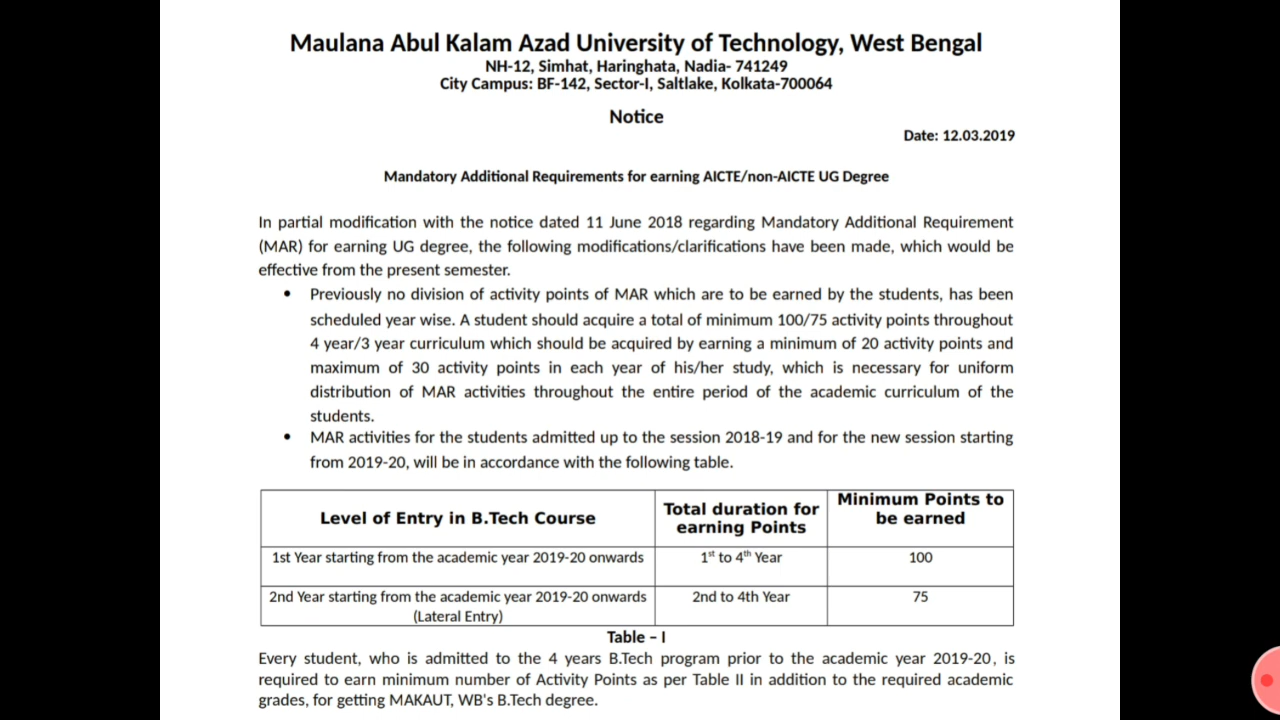 Maulana Abul Kalam Azad University of Technology, West Bengal
NH-12, Simhat, Haringhata, Nadia- 741249
City Campus: BF-142, Sector-I, Saltlake, Kolkata-700064
Notice
Date: 12.03.2019
Mandatory Additional Requirements for earning AICTE/non-AICTE UG Degree
In partial modification with the notice dated 11 June 2018 regarding Mandatory Additional Requirement
(MAR) for earning UG degree, the following modifications/clarifications have been made, which would be
effective from the present semester.
• Previously no division of activity points of MAR which are to be earned by the students, has been
scheduled year wise. A student should acquire a total of minimum 100/75 activity points throughout
4 year/3 year curriculum which should be acquired by earning a minimum of 20 activity points and
maximum of 30 activity points in each year of his/her study, which is necessary for uniform
distribution of MAR activities throughout the entire period of the academic curriculum of the
students.
• MAR activities for the students admitted up to the session 2018-19 and for the new session starting
from 2019-20, will be in accordance with the following table.
Level of Entry in B.Tech Course
Total duration for
earning Points
Minimum Points to
be earned
1st Year starting from the academic year 2019-20 onwards
1st to 4th Year
100
2nd Year starting from the academic year 2019-20 onwards
(Lateral Entry)
2nd to 4th Year
75
Table – I
Every student, who is admitted to the 4 years B.Tech program prior to the academic year 2019-20, is
required to earn minimum number of Activity Points as per Table II in addition to the required academic
grades, for getting MAKAUT, WB's B.Tech degree.